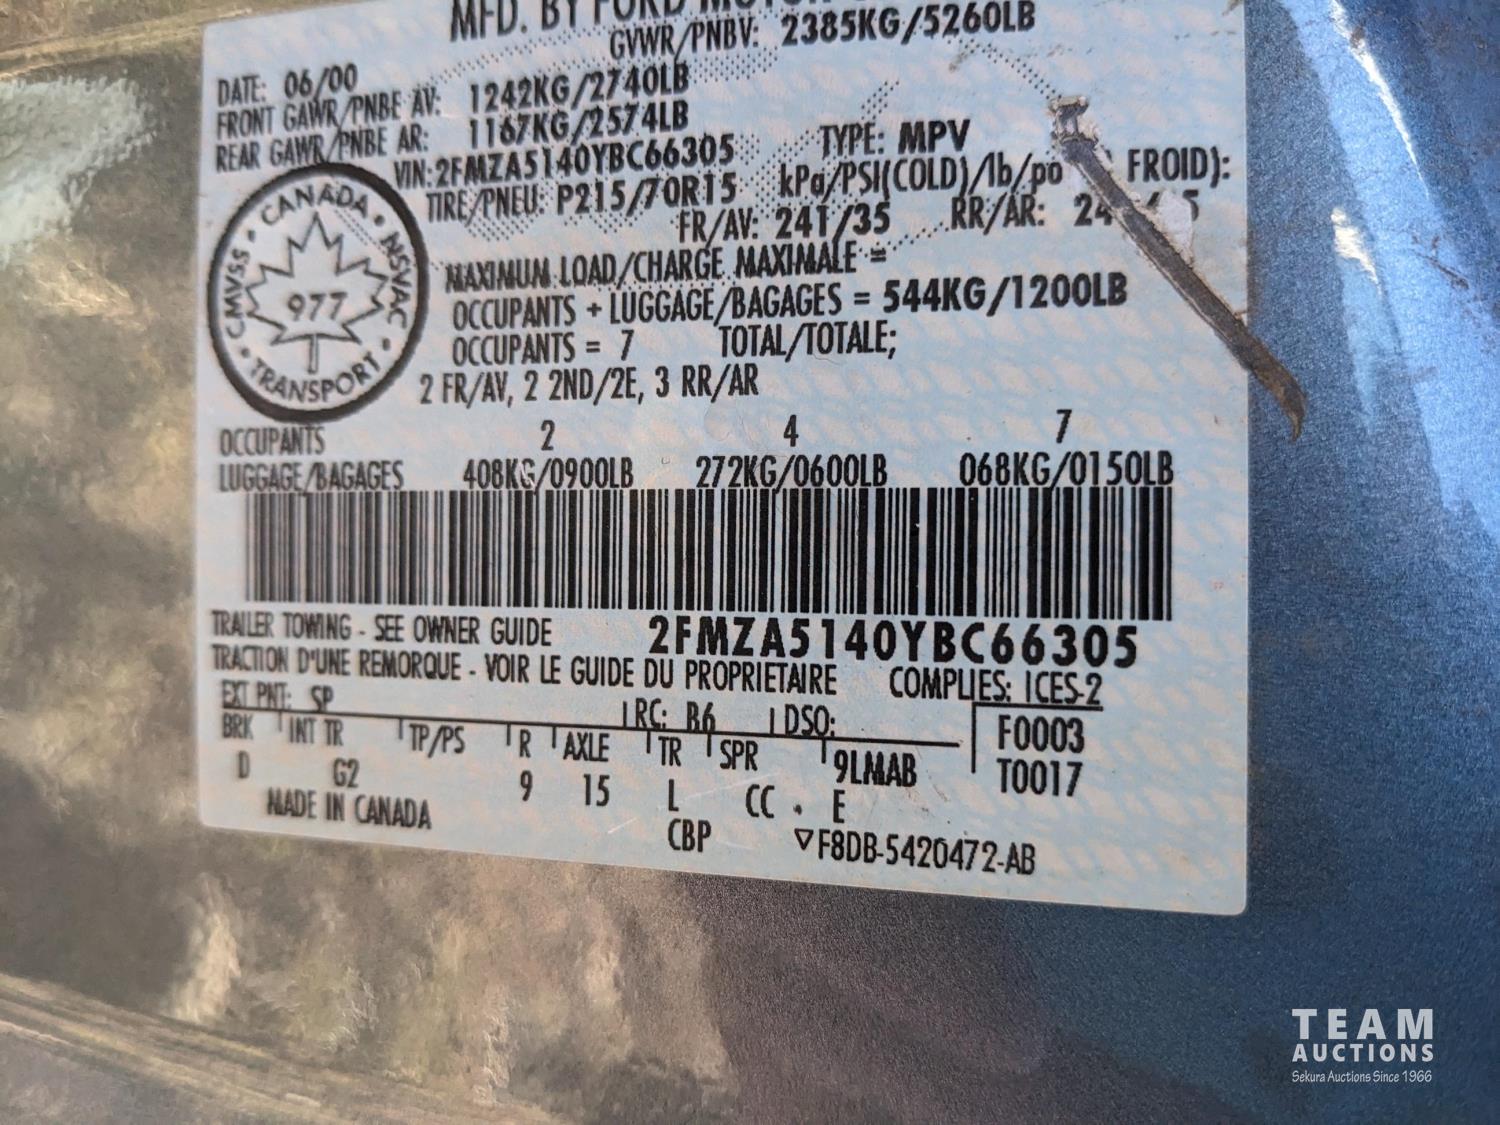 MFD. BY FORD MOTOR
GVWR/PNBV: 2385KG/5260LB
DATE: 06/00
FRONT GAWR/PNBE AV: 1242KG/2740LB
REAR GAWR/PNBE AR: 1167KG/2574LB
VIN: 2FMZA5140YBC66305 TYPE: MPV
TIRE/PNEU: P215/70R15 kPa/PSI(COLD)/lb/po FROID):
FR/AV: 241/35 RR/AR:
MAXIMUM LOAD/CHARGE MAXIMALE =
OCCUPANTS + LUGGAGE/BAGAGES = 544KG/1200LB
OCCUPANTS = 7 TOTAL/TOTALE;
2 FR/AV, 2 2ND/2E, 3 RR/AR
CANADA • NSVAC • TRANSPORT • CMVSS •
977
OCCUPANTS 2 4 7
LUGGAGE/BAGAGES 408KG/0900LB 272KG/0600LB 068KG/0150LB
TRAILER TOWING - SEE OWNER GUIDE 2FMZA5140YBC66305
TRACTION D'UNE REMORQUE - VOIR LE GUIDE DU PROPRIETAIRE COMPLIES: ICES-2
EXT PNT: SP RC: B6 DSO: F0003
BRK INT TR TP/PS R AXLE TR SPR 9LMAB T0017
D G2 9 15 L CC . E
MADE IN CANADA CBP ▽F8DB-5420472-AB
TEAM
AUCTIONS
Sekura Auctions Since 1966